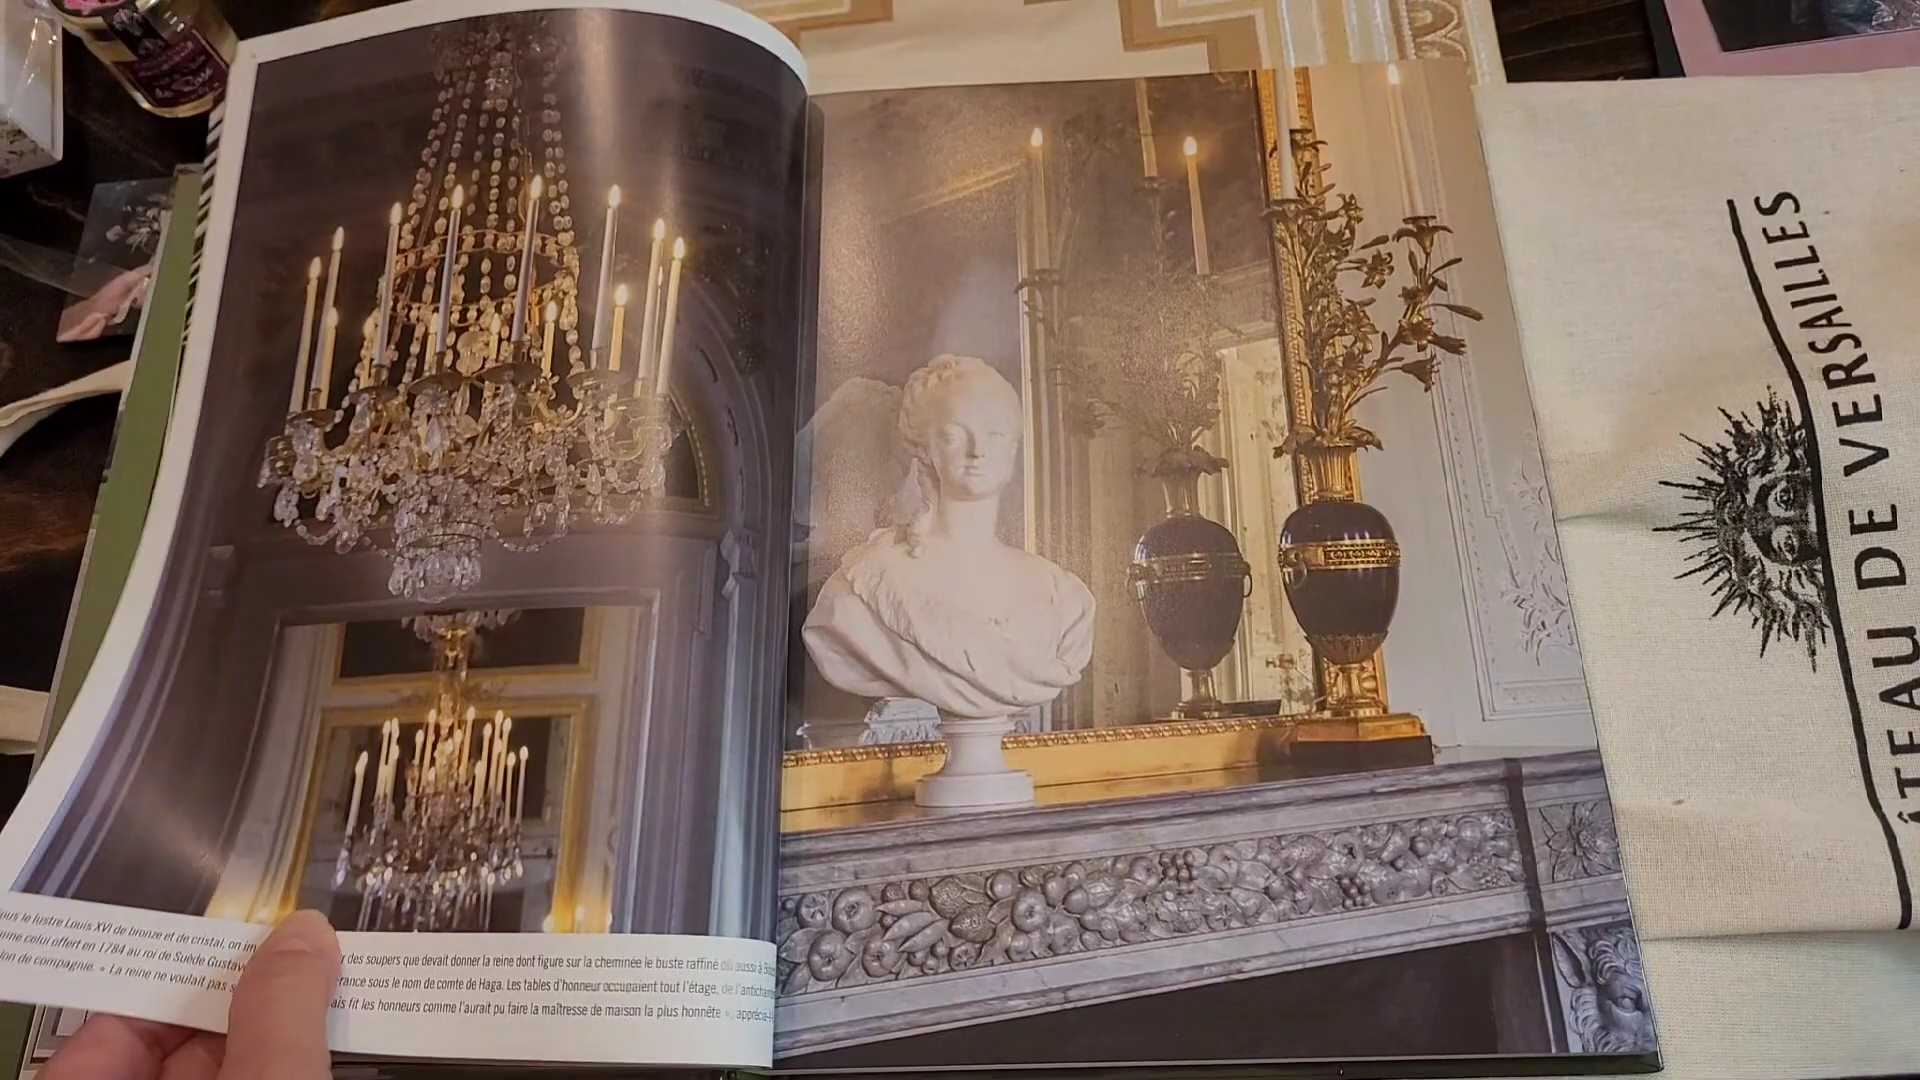 ous le lustre Louis XVI de bronze et de cristal, on im r des soupers que devait donner la reine dont figure sur la cheminée le buste raffiné dû aussi à
mme celui offert en 1784 au roi de Suède Gustav rance sous le nom de comte de Haga. Les tables d'honneur occupaient tout l'étage, de l'anticham
lon de compagnie. « La reine ne voulait pas s ais fit les honneurs comme l'aurait pu faire la maîtresse de maison la plus honnête », apprécia-t
ÂTEAU DE VERSAILLES